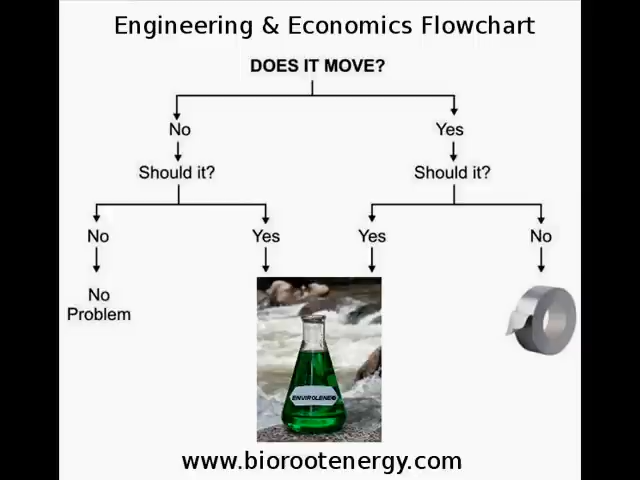 Engineering & Economics Flowchart
DOES IT MOVE?
No
Yes
Should it?
Should it?
No
Yes
Yes
No
No
Problem
ENVIROLENE®
www.biorootenergy.com